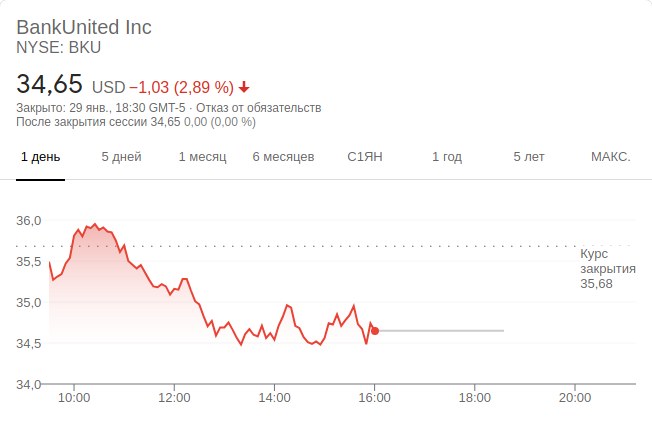 BankUnited Inc
NYSE: BKU
34,65 USD −1,03 (2,89 %)
Закрыто: 29 янв., 18:30 GMT-5 · Отказ от обязательств
После закрытия сессии 34,65 0,00 (0,00 %)
1 день 5 дней 1 месяц 6 месяцев С1ЯН 1 год 5 лет МАКС.
36,0
35,5
35,0
34,5
34,0
Курс
закрытия
35,68
10:00 12:00 14:00 16:00 18:00 20:00